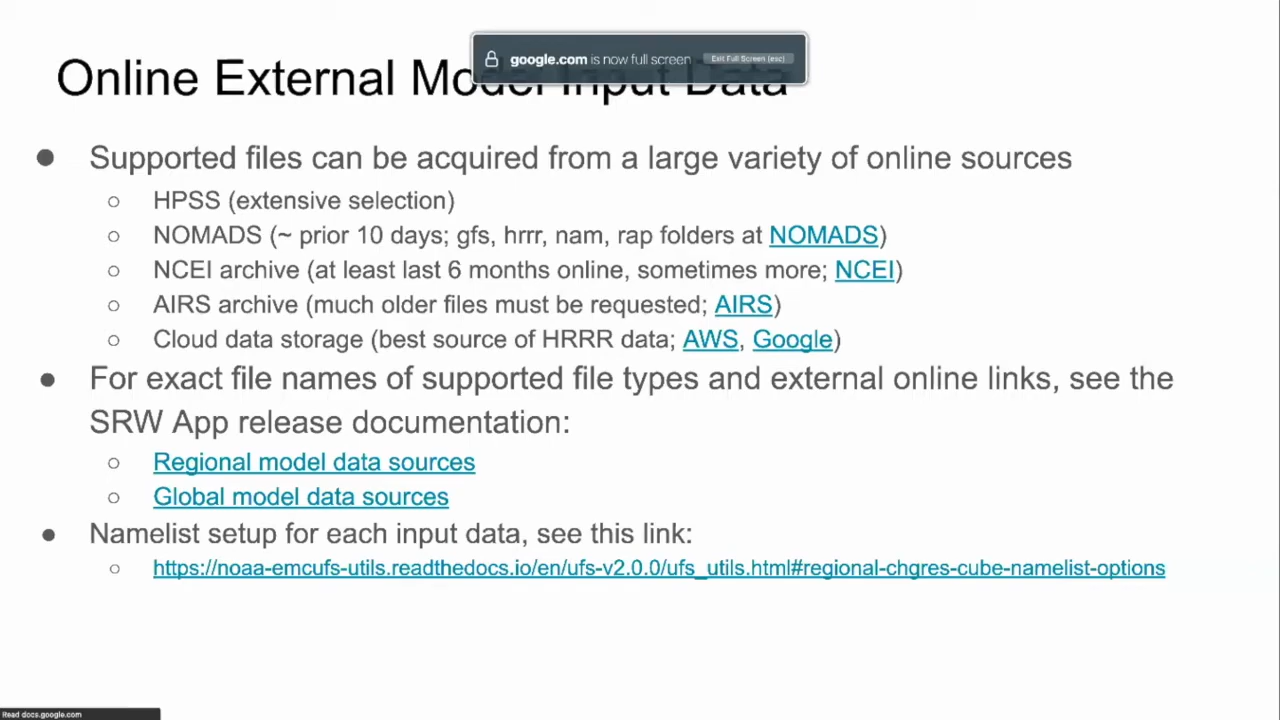 google.com is now full screen Exit Full Screen (esc)
Online External Model Input Data
● Supported files can be acquired from a large variety of online sources
○ HPSS (extensive selection)
○ NOMADS (~ prior 10 days; gfs, hrrr, nam, rap folders at NOMADS)
○ NCEI archive (at least last 6 months online, sometimes more; NCEI)
○ AIRS archive (much older files must be requested; AIRS)
○ Cloud data storage (best source of HRRR data; AWS, Google)
● For exact file names of supported file types and external online links, see the
SRW App release documentation:
○ Regional model data sources
○ Global model data sources
● Namelist setup for each input data, see this link:
○ https://noaa-emcufs-utils.readthedocs.io/en/ufs-v2.0.0/ufs_utils.html#regional-chgres-cube-namelist-options
Read docs.google.com